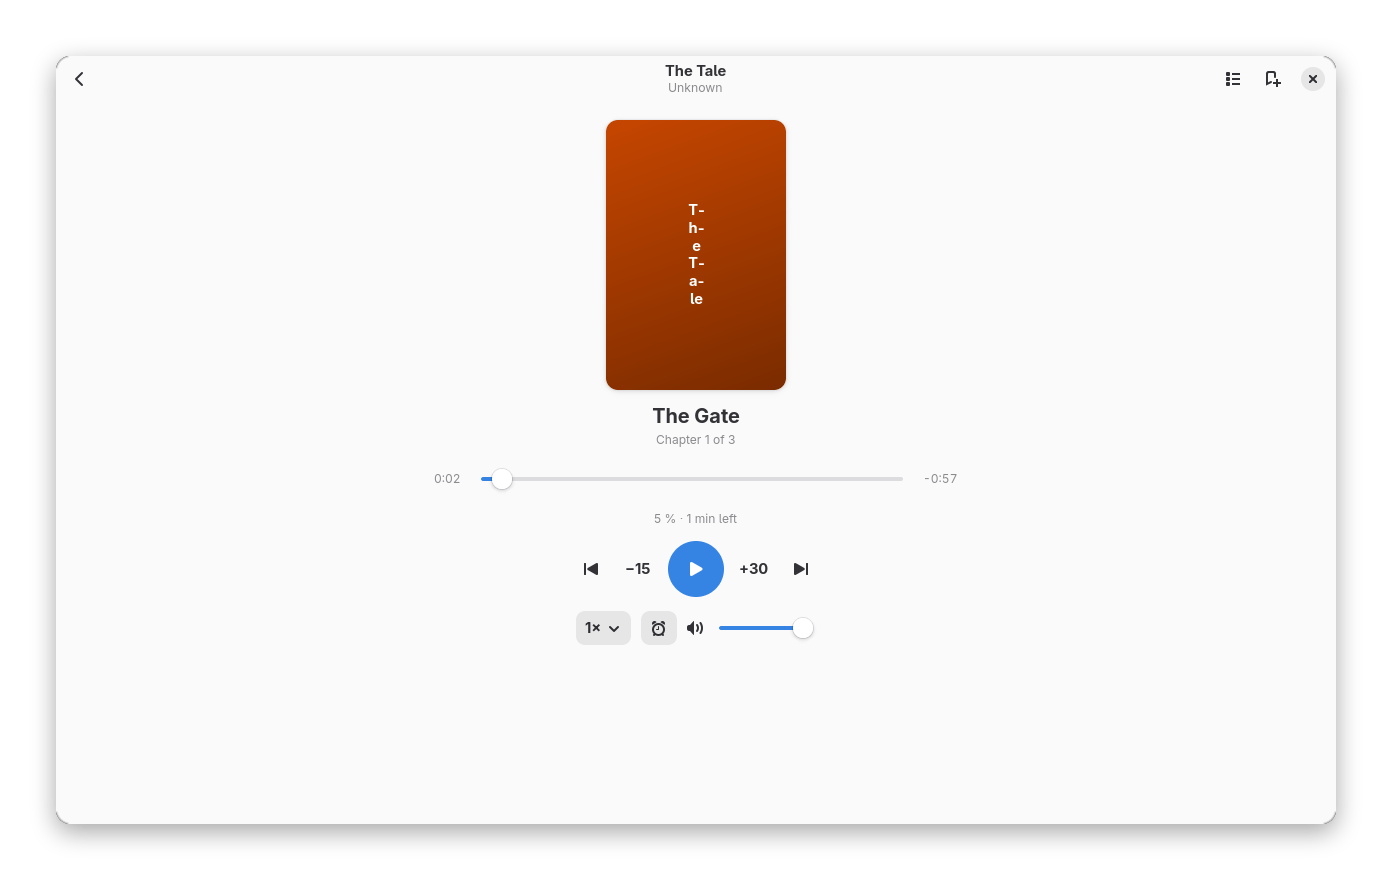 The Tale
Unknown
T-
h-
e
T-
a-
le
The Gate
Chapter 1 of 3
0:02
-0:57
5 % · 1 min left
−15
+30
1×